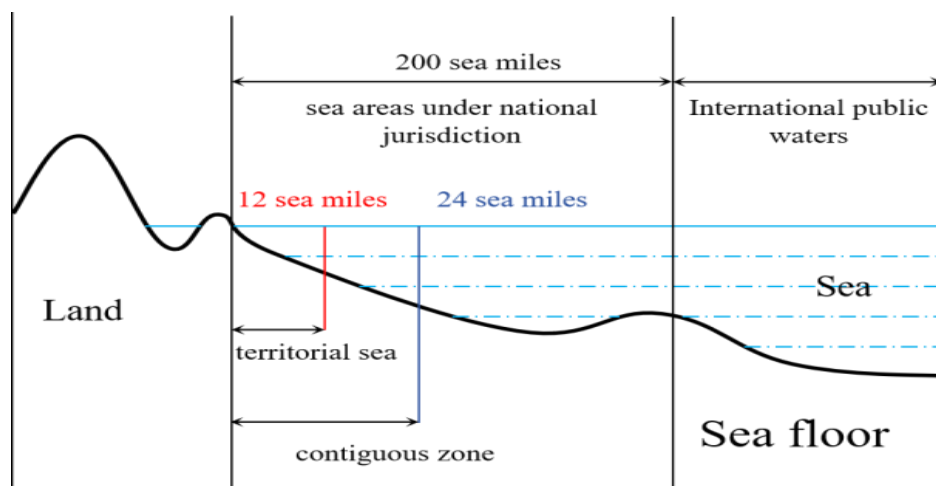 200 sea miles
sea areas under national
jurisdiction
International public
waters
12 sea miles
24 sea miles
Sea
Land
territorial sea
Sea floor
contiguous zone